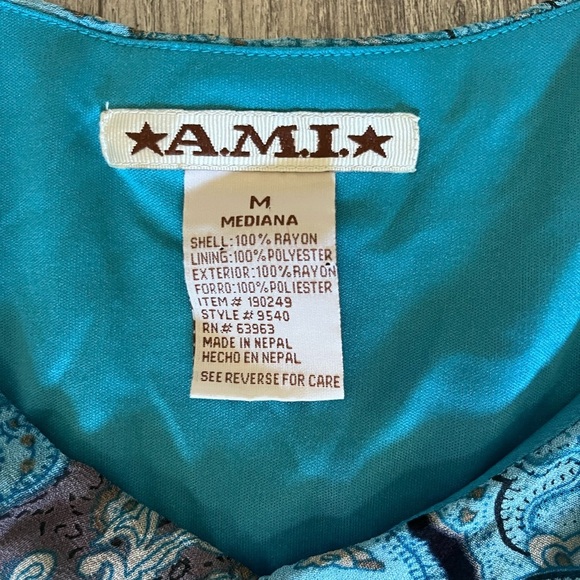 ★A.M.I.★
M
MEDIANA
SHELL:100% RAYON
LINING:100% POLYESTER
EXTERIOR:100% RAYON
FORRO:100% POLIESTER
ITEM# 190249
STYLE# 9540
RN# 63963
MADE IN NEPAL
HECHO EN NEPAL
SEE REVERSE FOR CARE